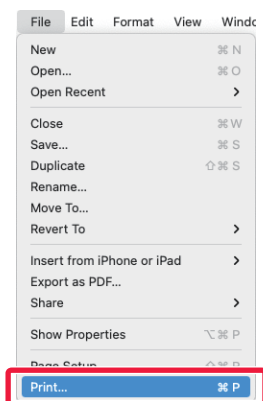 File Edit Format View Windo
New ⌘ N
Open... ⌘ O
Open Recent >
Close ⌘ W
Save... ⌘ S
Duplicate ⇧ ⌘ S
Rename...
Move To...
Revert To >
Insert from iPhone or iPad >
Export as PDF...
Share >
Show Properties ⌥ ⌘ P
Page Setup ⇧ ⌘ P
Print... ⌘ P